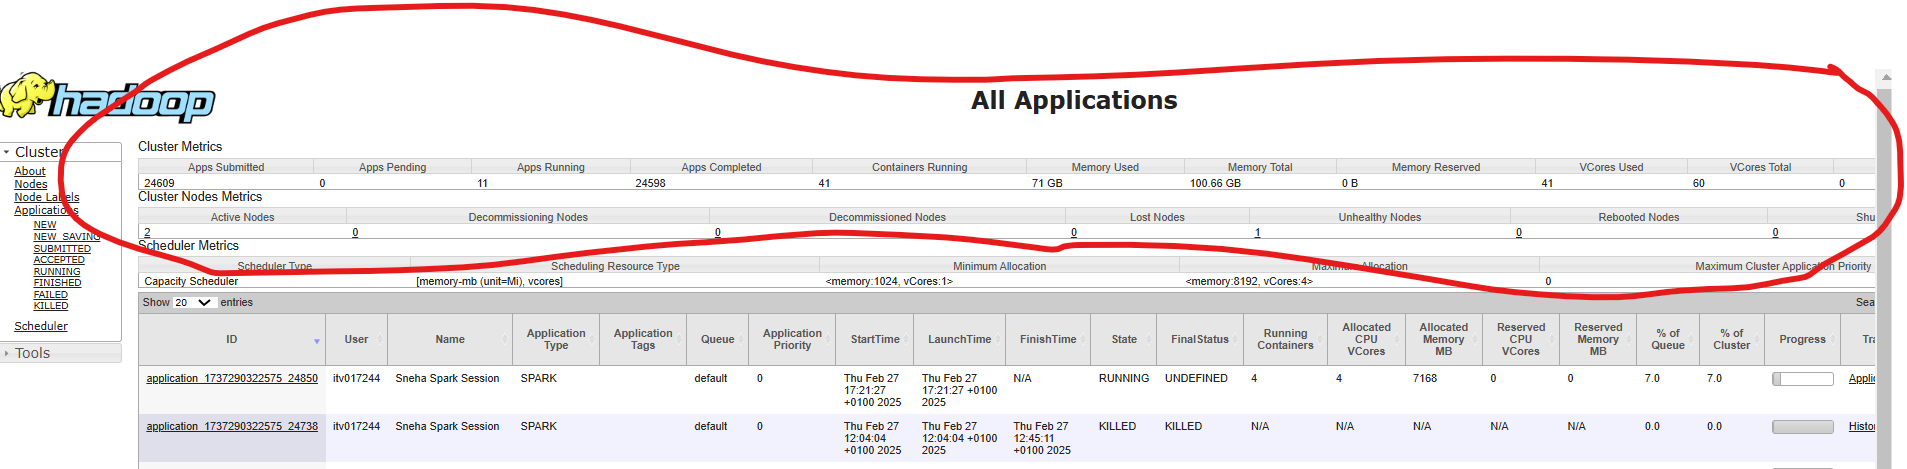 hadoop
All Applications
Cluster
About
Nodes
Node Labels
Applications
NEW
NEW_SAVING
SUBMITTED
ACCEPTED
RUNNING
FINISHED
FAILED
KILLED
Scheduler
Tools
Cluster Metrics
Apps Submitted Apps Pending Apps Running Apps Completed Containers Running Memory Used Memory Total Memory Reserved VCores Used VCores Total
24609 0 11 24598 41 71 GB 100.66 GB 0 B 41 60 0
Cluster Nodes Metrics
Active Nodes Decommissioning Nodes Decommissioned Nodes Lost Nodes Unhealthy Nodes Rebooted Nodes Shu
2 0 0 0 1 0 0
Scheduler Metrics
Scheduler Type Scheduling Resource Type Minimum Allocation Maximum Allocation Maximum Cluster Application Priority
Capacity Scheduler [memory-mb (unit=Mi), vcores] <memory:1024, vCores:1> <memory:8192, vCores:4> 0
Show 20 entries Sea
ID User Name Application Type Application Tags Queue Application Priority StartTime LaunchTime FinishTime State FinalStatus Running Containers Allocated CPU VCores Allocated Memory MB Reserved CPU VCores Reserved Memory MB % of Queue % of Cluster Progress Tra
application_1737290322575_24850 itv017244 Sneha Spark Session SPARK default 0 Thu Feb 27 17:21:27 +0100 2025 Thu Feb 27 17:21:27 +0100 2025 N/A RUNNING UNDEFINED 4 4 7168 0 0 7.0 7.0 Appli
application_1737290322575_24738 itv017244 Sneha Spark Session SPARK default 0 Thu Feb 27 12:04:04 +0100 2025 Thu Feb 27 12:04:04 +0100 2025 Thu Feb 27 12:45:11 +0100 2025 KILLED KILLED N/A N/A N/A N/A N/A 0.0 0.0 Histo